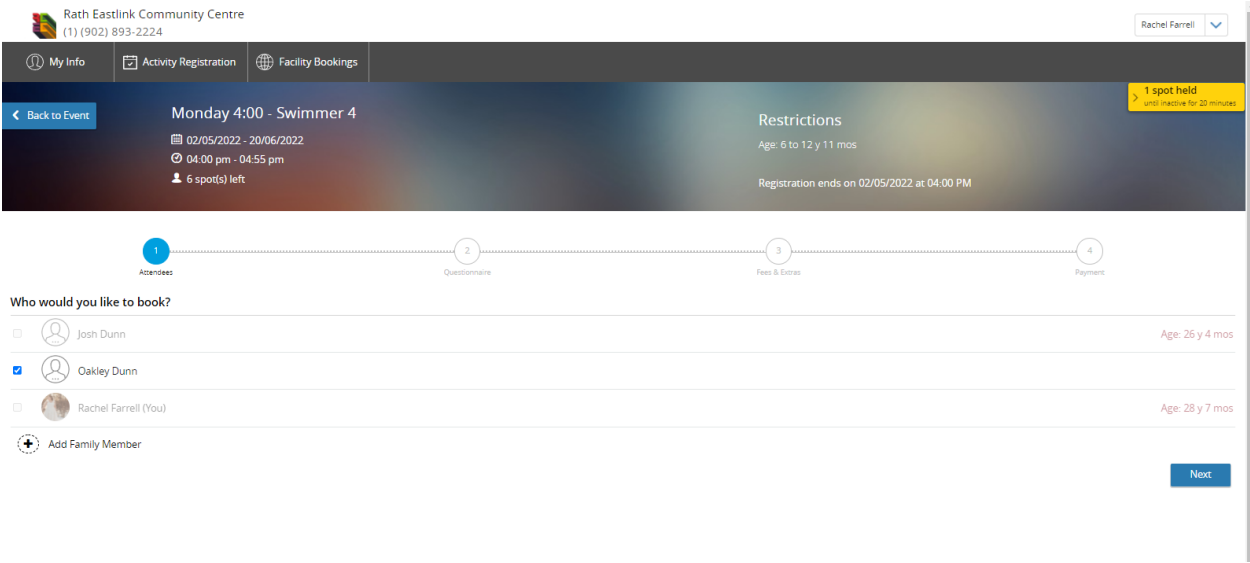 Rath Eastlink Community Centre
(1) (902) 893-2224
Rachel Farrell
My Info
Activity Registration
Facility Bookings
1 spot held
until inactive for 20 minutes
Back to Event
Monday 4:00 - Swimmer 4
02/05/2022 - 20/06/2022
04:00 pm - 04:55 pm
6 spot(s) left
Restrictions
Age: 6 to 12 y 11 mos
Registration ends on 02/05/2022 at 04:00 PM
1
2
3
4
Attendees
Questionnaire
Fees & Extras
Payment
Who would you like to book?
Josh Dunn
Age: 26 y 4 mos
Oakley Dunn
Rachel Farrell (You)
Age: 28 y 7 mos
Add Family Member
Next